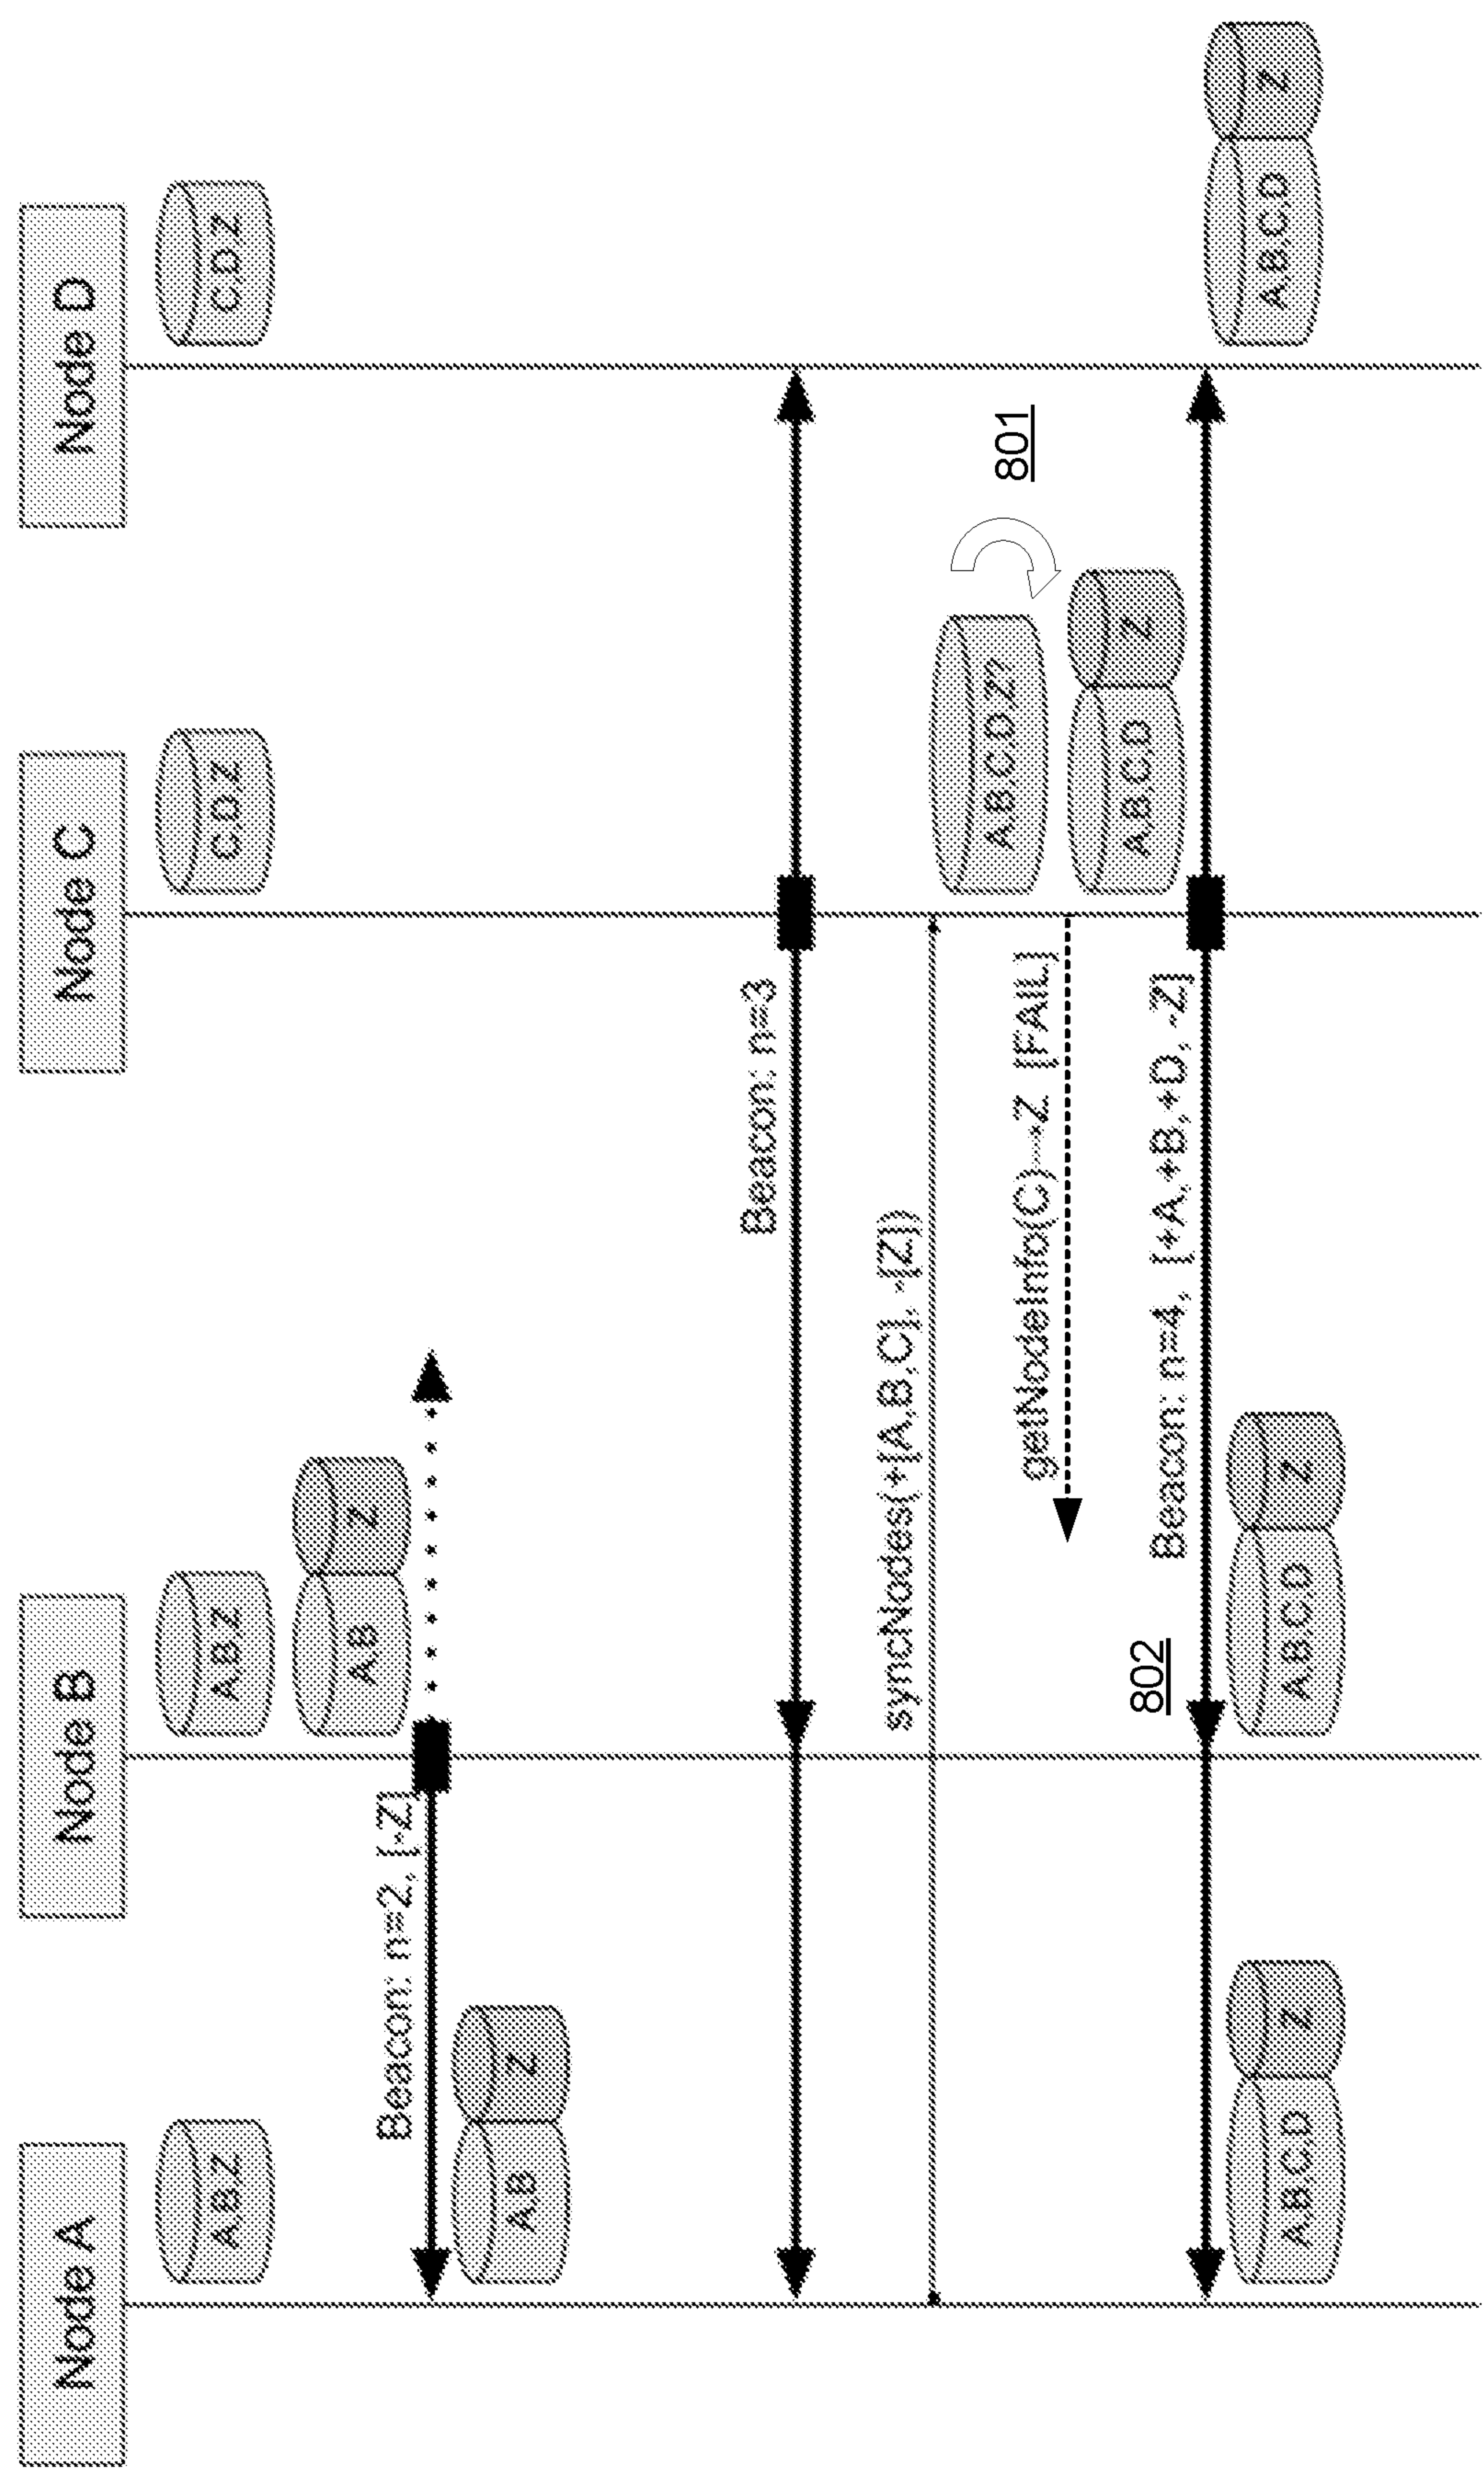 Node A
Node B
Node C
Node D
A,B,Z
A,B,Z
C,D,Z
C,D,Z
A,B
Z
Beacon: n=2, [-Z]
A,B
Z
Beacon: n=3
syncNodes(+[A,B,C], -[Z])
A,B,C,D,Z?
801
getNodeInfo(C)→Z [FAIL]
A,B,C,D
Z
Beacon: n=4, [+A,+B,+D,-Z]
802
A,B,C,D
Z
A,B,C,D
Z
A,B,C,D
Z